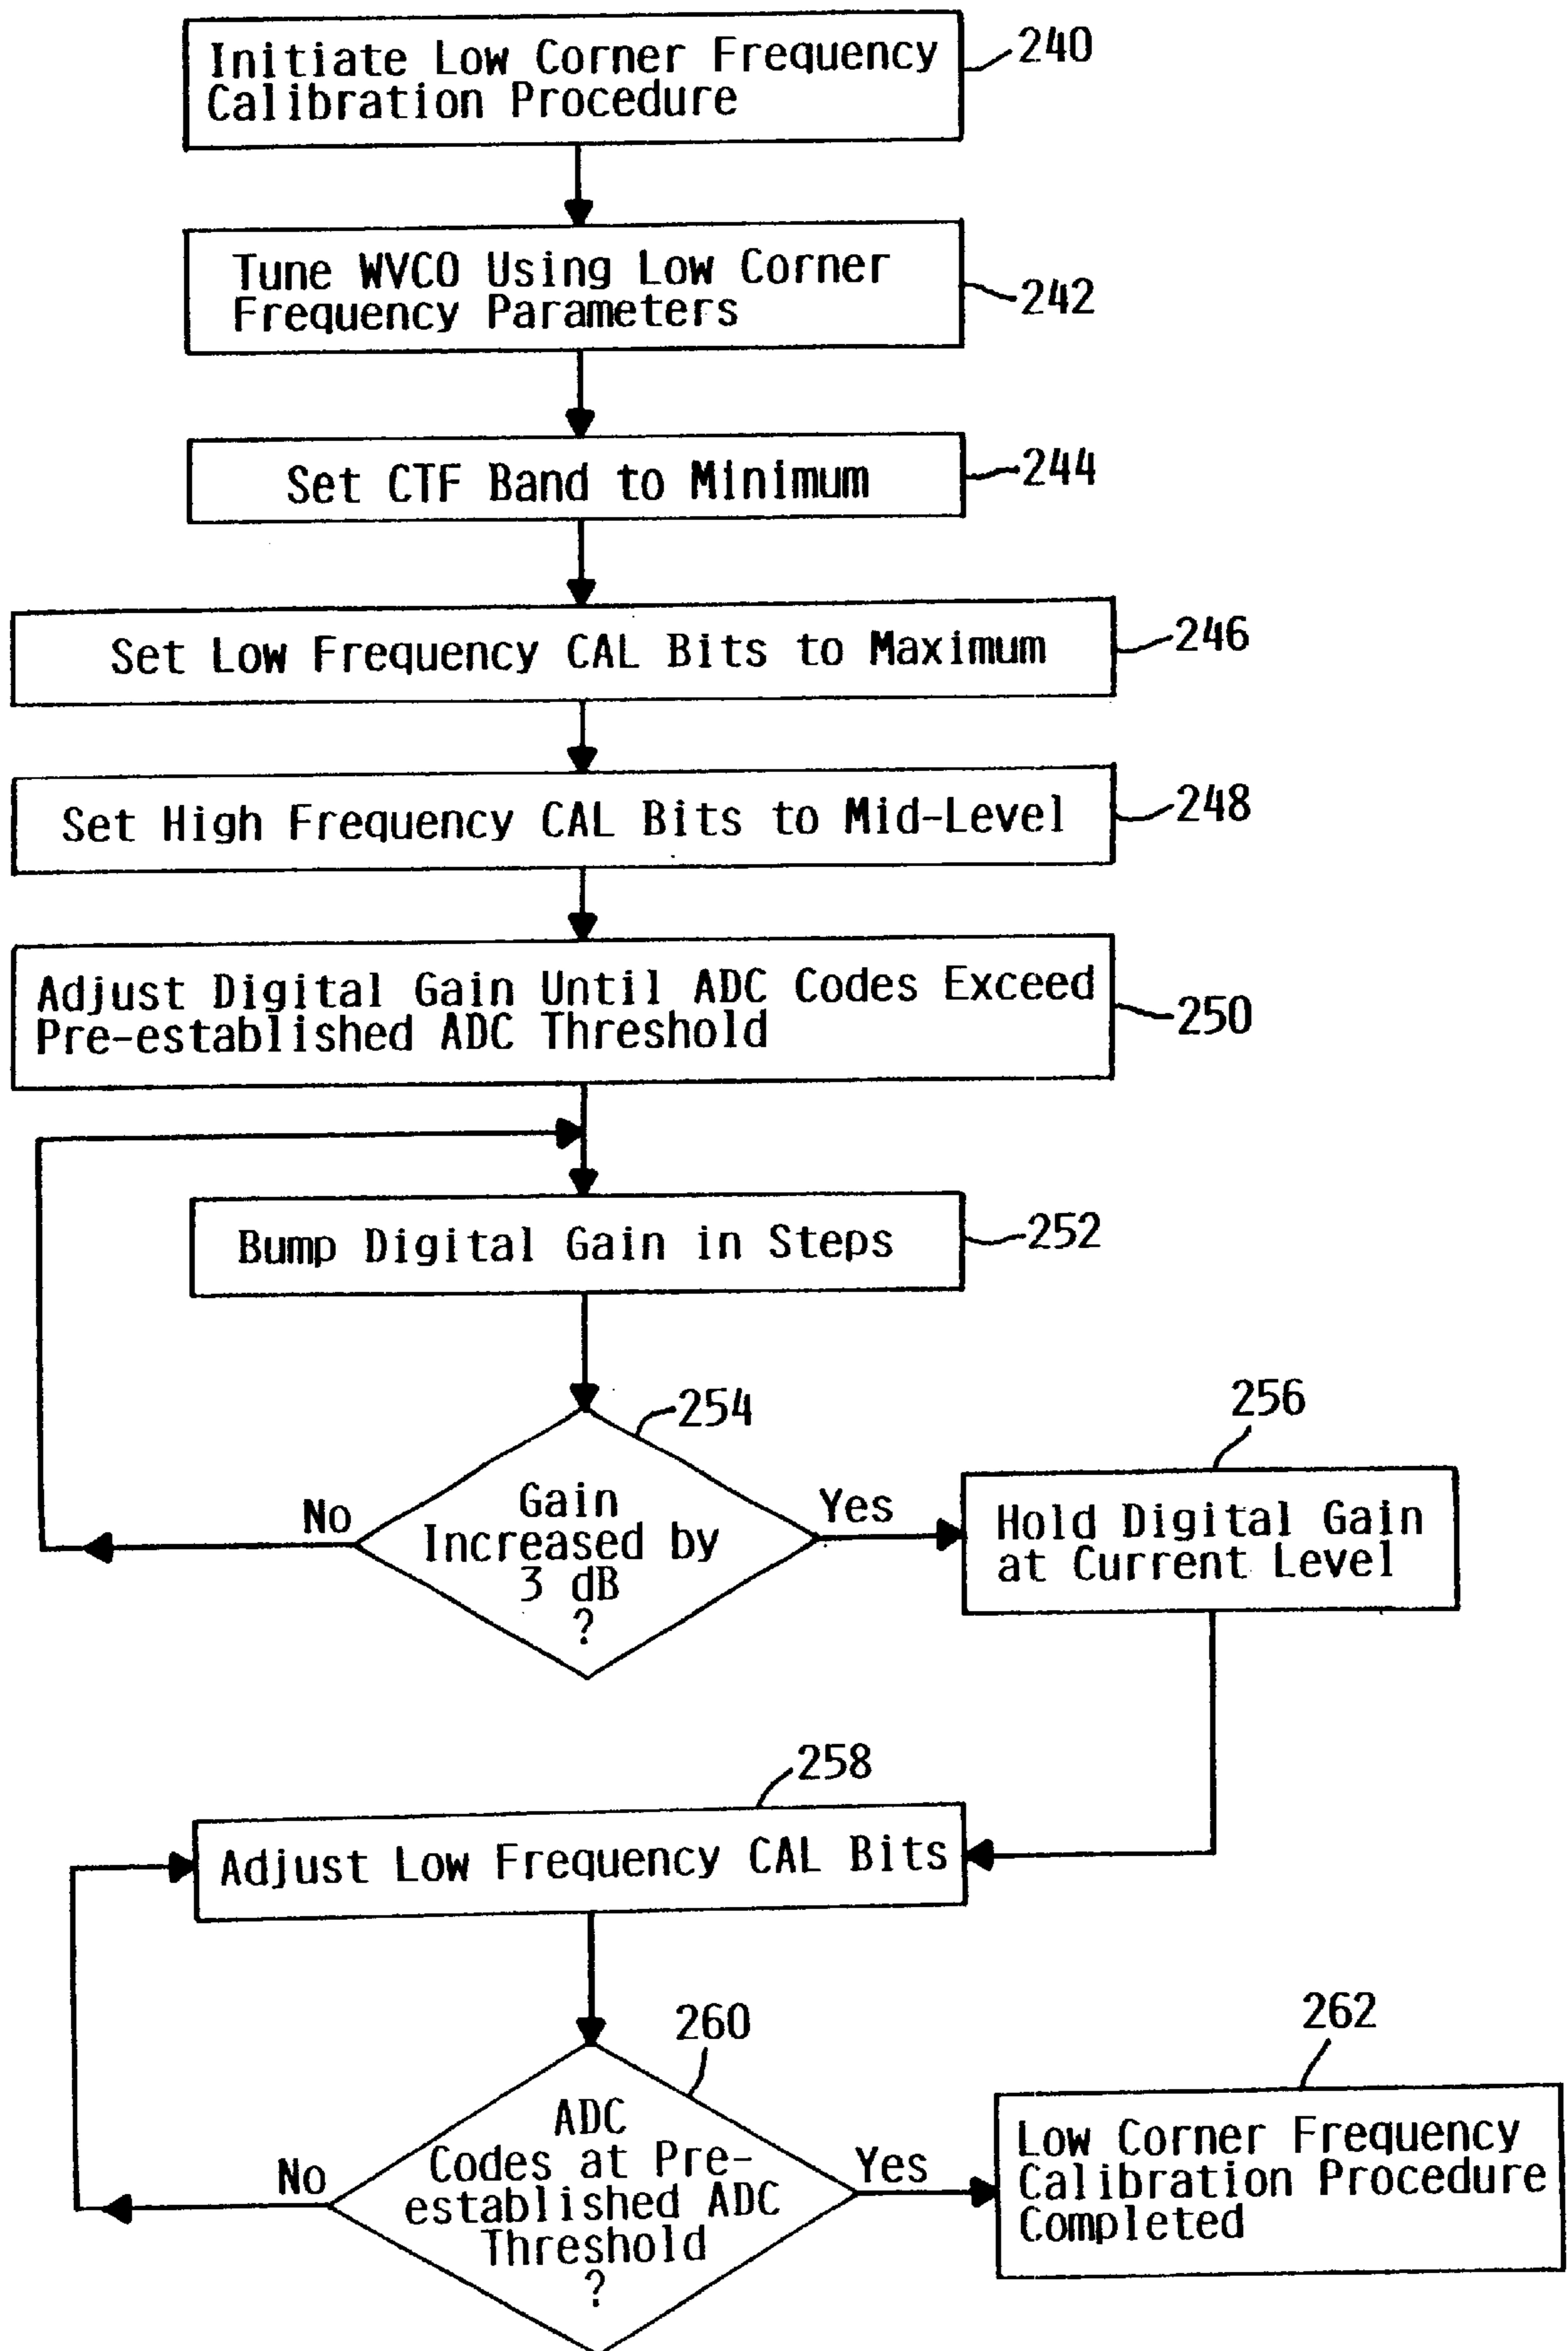 Initiate Low Corner Frequency
Calibration Procedure
240
Tune WVCO Using Low Corner
Frequency Parameters
242
Set CTF Band to Minimum
244
Set Low Frequency CAL Bits to Maximum
246
Set High Frequency CAL Bits to Mid-Level
248
Adjust Digital Gain Until ADC Codes Exceed
Pre-established ADC Threshold
250
Bump Digital Gain in Steps
252
254
Gain
Increased by
3 dB
?
No
Yes
256
Hold Digital Gain
at Current Level
258
Adjust Low Frequency CAL Bits
260
ADC
Codes at Pre-
established ADC
Threshold
?
No
Yes
262
Low Corner Frequency
Calibration Procedure
Completed